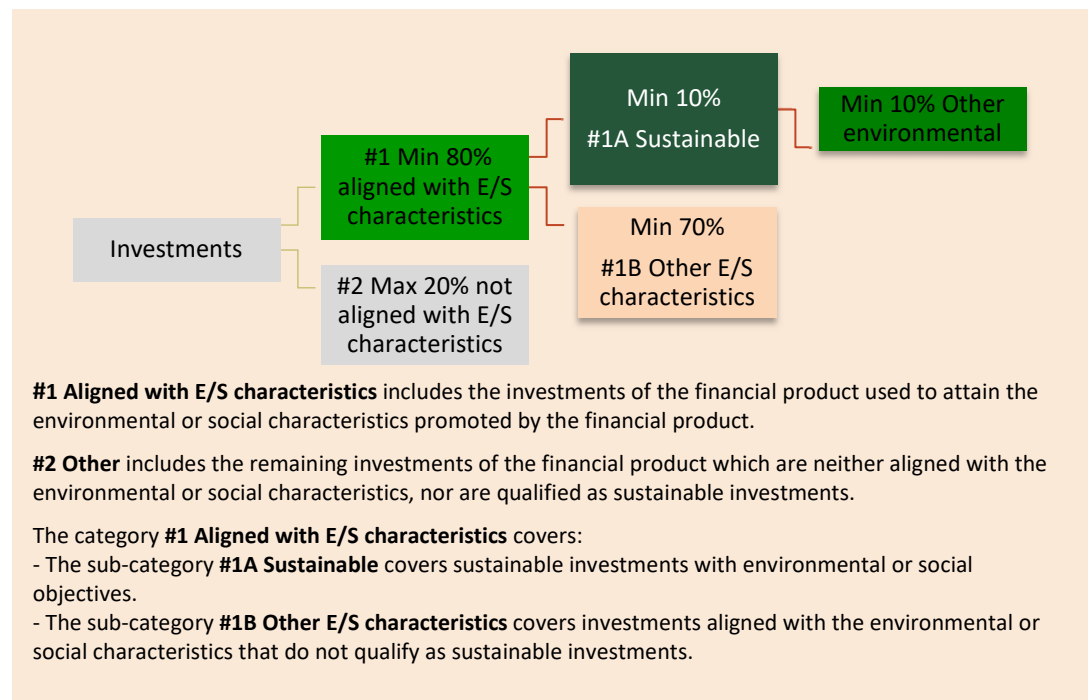 Investments
#1 Min 80%
aligned with E/S
characteristics
#2 Max 20% not
aligned with E/S
characteristics
Min 10%
#1A Sustainable
Min 70%
#1B Other E/S
characteristics
Min 10% Other
environmental
#1 Aligned with E/S characteristics includes the investments of the financial product used to attain the
environmental or social characteristics promoted by the financial product.
#2 Other includes the remaining investments of the financial product which are neither aligned with the
environmental or social characteristics, nor are qualified as sustainable investments.
The category #1 Aligned with E/S characteristics covers:
- The sub-category #1A Sustainable covers sustainable investments with environmental or social
objectives.
- The sub-category #1B Other E/S characteristics covers investments aligned with the environmental or
social characteristics that do not qualify as sustainable investments.